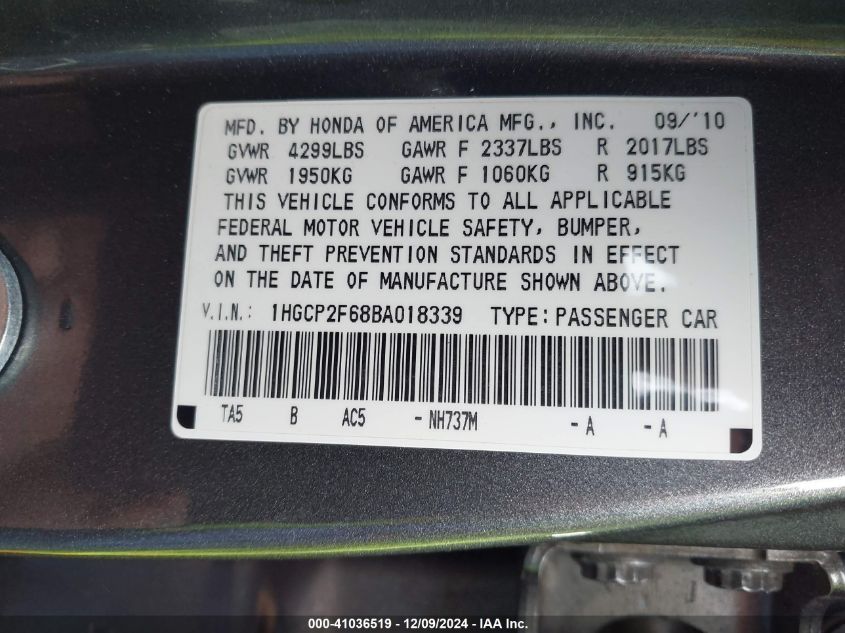 MFD. BY HONDA OF AMERICA MFG., INC. 09/'10
GVWR 4299LBS GAWR F 2337LBS R 2017LBS
GVWR 1950KG GAWR F 1060KG R 915KG
THIS VEHICLE CONFORMS TO ALL APPLICABLE
FEDERAL MOTOR VEHICLE SAFETY, BUMPER,
AND THEFT PREVENTION STANDARDS IN EFFECT
ON THE DATE OF MANUFACTURE SHOWN ABOVE.
V.I.N.: 1HGCP2F68BA018339 TYPE: PASSENGER CAR
TA5 B AC5 - NH737M - A - A
000-41036519 - 12/09/2024 - IAA Inc.